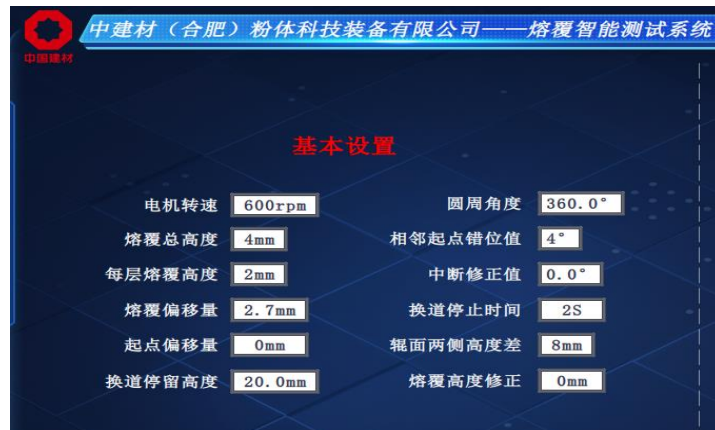 中建材（合肥）粉体科技装备有限公司——熔覆智能测试系统
中国建材
基本设置
电机转速 600rpm 圆周角度 360.0°
熔覆总高度 4mm 相邻起点错位值 4°
每层熔覆高度 2mm 中断修正值 0.0°
熔覆偏移量 2.7mm 换道停止时间 2S
起点偏移量 0mm 辊面两侧高度差 8mm
换道停留高度 20.0mm 熔覆高度修正 0mm